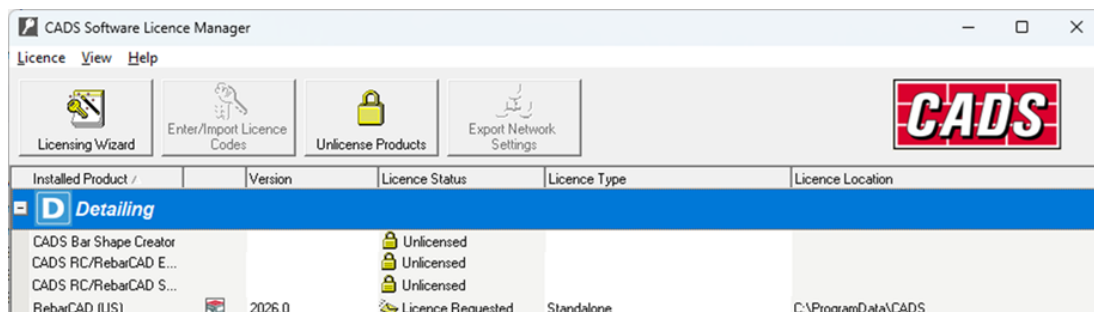 CADS Software Licence Manager
Licence View Help
Licensing Wizard
Enter/Import Licence
Codes
Unlicense Products
Export Network
Settings
CADS
Installed Product / Version Licence Status Licence Type Licence Location
D Detailing
CADS Bar Shape Creator Unlicensed
CADS RC/RebarCAD E... Unlicensed
CADS RC/RebarCAD S... Unlicensed
RebarCAD (US) 2026.0 Licence Requested Standalone C:\ProgramData\CADS